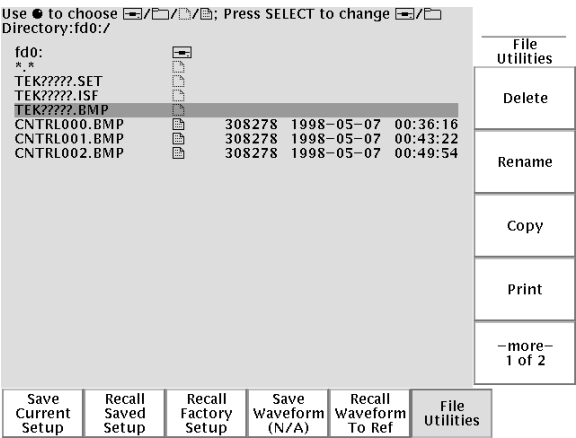 Use to choose / / / ; Press SELECT to change /
Directory:fd0:/
fd0:
*.*
TEK?????.SET
TEK?????.ISF
TEK?????.BMP
CNTRL000.BMP 308278 1998-05-07 00:36:16
CNTRL001.BMP 308278 1998-05-07 00:43:22
CNTRL002.BMP 308278 1998-05-07 00:49:54
File
Utilities
Delete
Rename
Copy
Print
-more-
1 of 2
Save
Current
Setup
Recall
Saved
Setup
Recall
Factory
Setup
Save
Waveform
(N/A)
Recall
Waveform
To Ref
File
Utilities